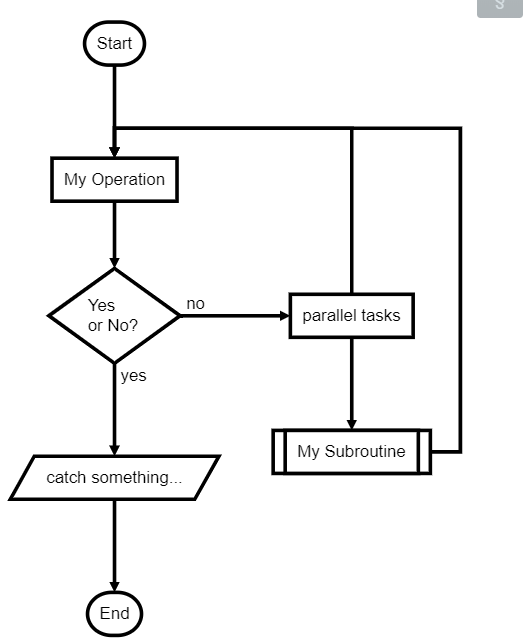 §
Start
My Operation
Yes
or No?
no
parallel tasks
yes
My Subroutine
catch something...
End